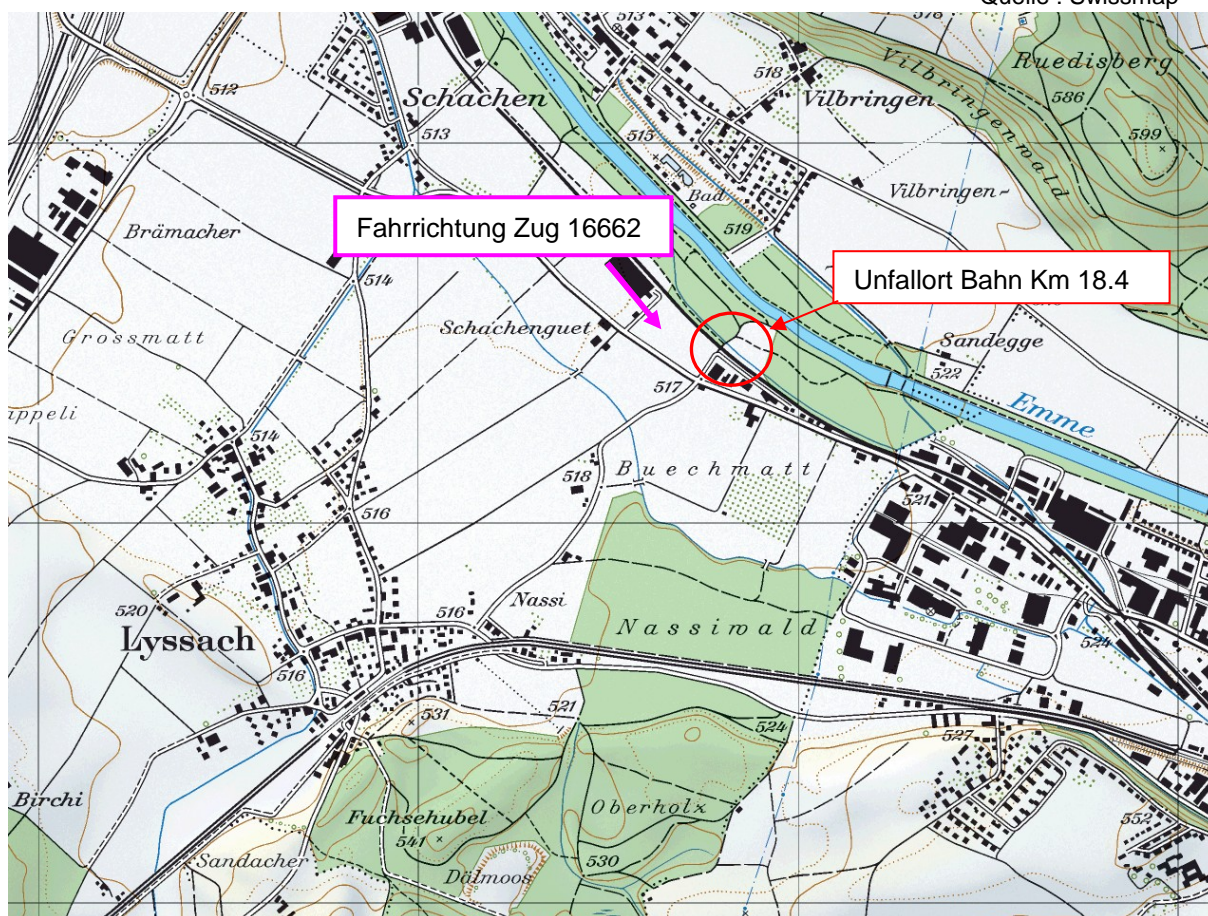 Quelle : Swissmap
513
576
Ruedisberg
518
Vilbringenwald
512
Schachen
Vilbringen
586
513
515
599
Bad
Vilbringen-
Fahrrichtung Zug 16662
519
Brämacher
Unfallort Bahn Km 18.4
514
Schachenguet
Grossmatt
Sandegge
517
522
Emme
appeli
514
Buechmatt
518
521
516
Nassi
516
520
Nassiwald
Lyssach
524
516
521
531
524
527
Birchi
Oberholz
Fuchsehubel
541
552
530
Sandacher
Dälmoos